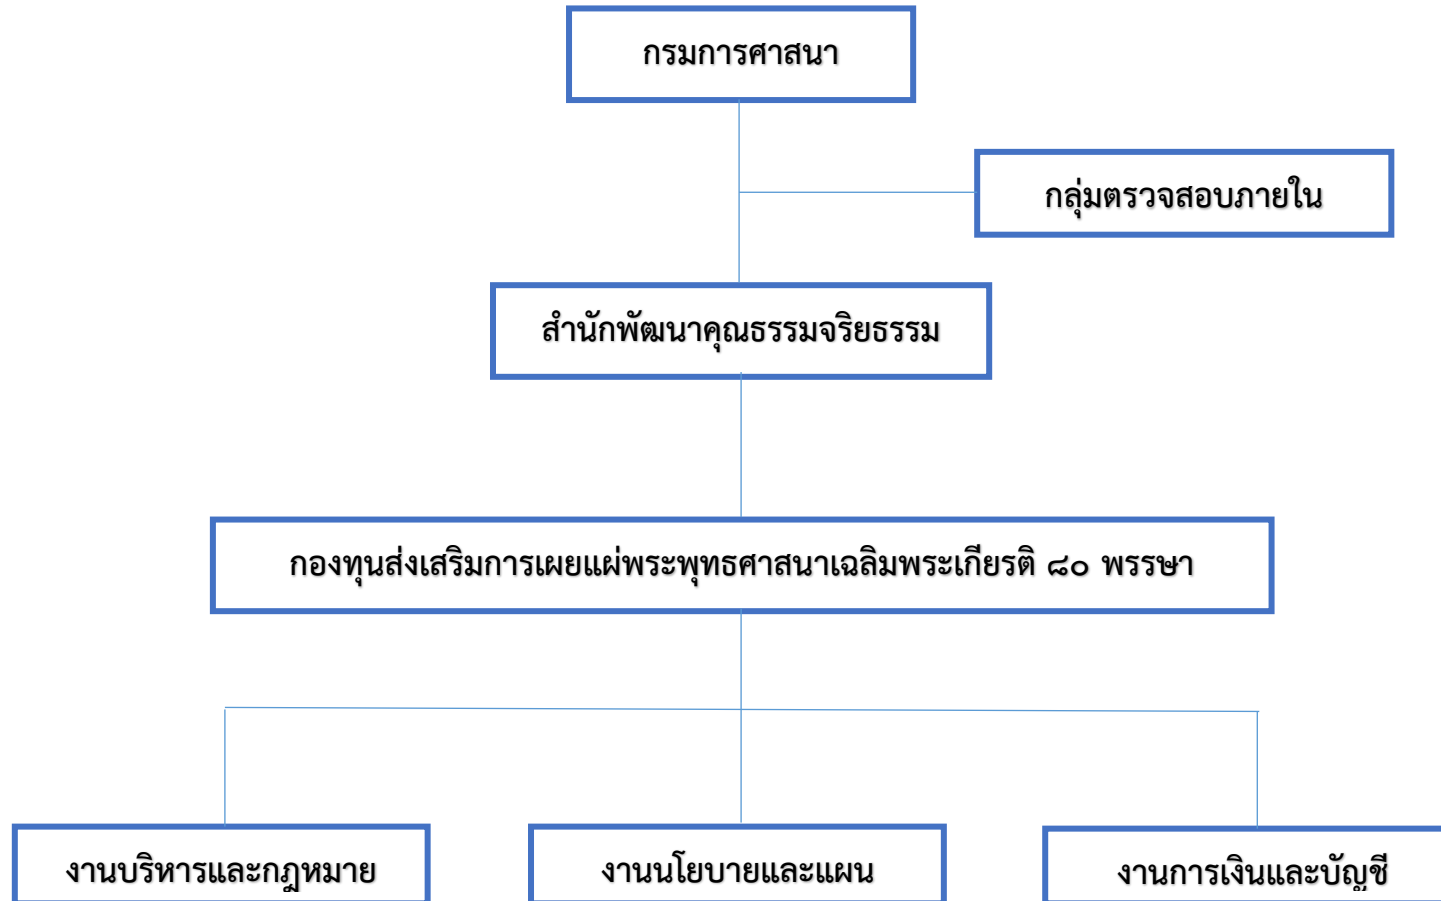 กรมการศาสนา
กลุ่มตรวจสอบภายใน
สำนักพัฒนาคุณธรรมจริยธรรม
กองทุนส่งเสริมการเผยแผ่พระพุทธศาสนาเฉลิมพระเกียรติ ๘๐ พรรษา
งานบริหารและกฎหมาย
งานนโยบายและแผน
งานการเงินและบัญชี